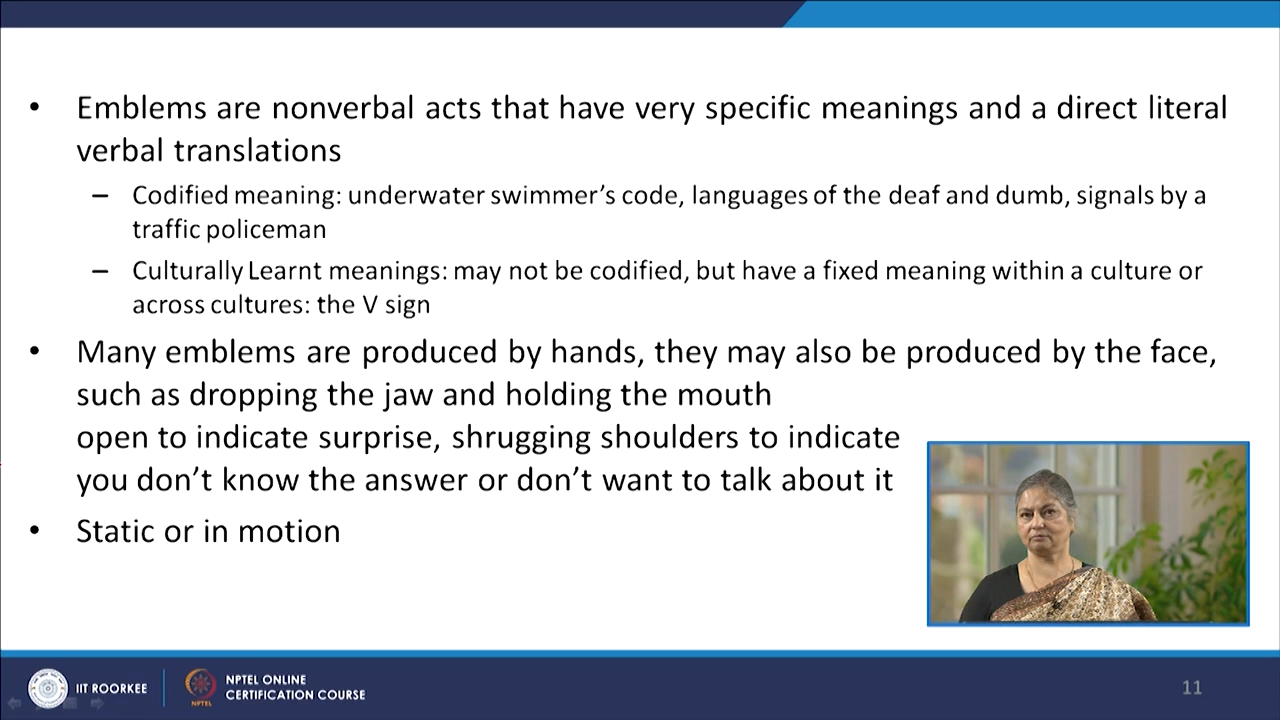 • Emblems are nonverbal acts that have very specific meanings and a direct literal
verbal translations
– Codified meaning: underwater swimmer’s code, languages of the deaf and dumb, signals by a
traffic policeman
– Culturally Learnt meanings: may not be codified, but have a fixed meaning within a culture or
across cultures: the V sign
• Many emblems are produced by hands, they may also be produced by the face,
such as dropping the jaw and holding the mouth
open to indicate surprise, shrugging shoulders to indicate
you don’t know the answer or don’t want to talk about it
• Static or in motion
IIT ROORKEE
NPTEL
NPTEL ONLINE
CERTIFICATION COURSE
11